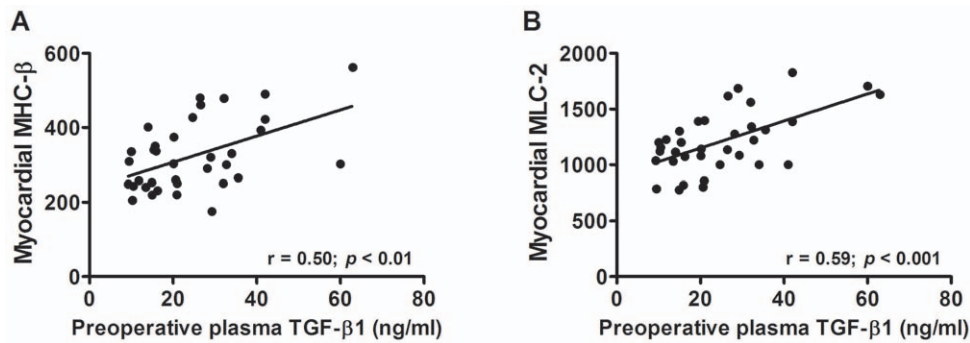 A
Myocardial MHC-β
600
400
200
0
0 20 40 60 80
r = 0.50; p < 0.01
Preoperative plasma TGF-β1 (ng/ml)
B
Myocardial MLC-2
2000
1500
1000
500
0
0 20 40 60 80
r = 0.59; p < 0.001
Preoperative plasma TGF-β1 (ng/ml)